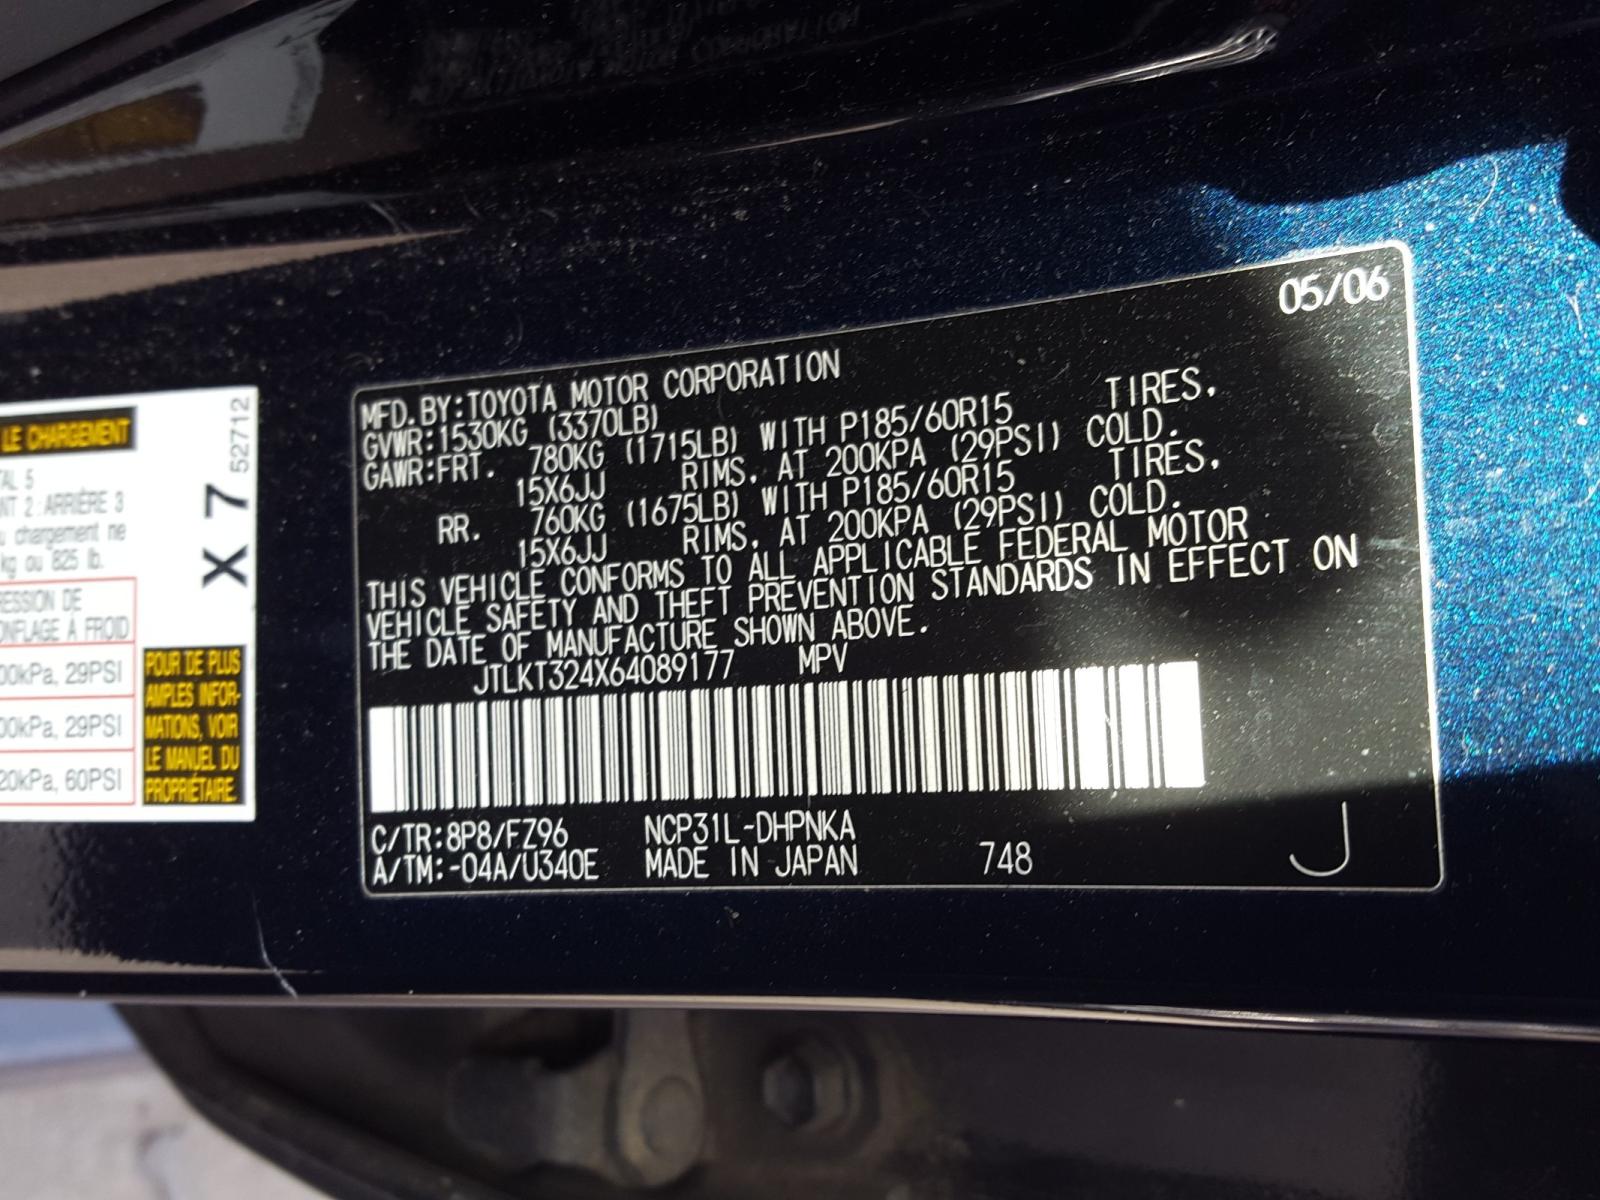 LE CHARGEMENT
TAL 5
NT 2 : ARRIÈRE 3
u chargement ne
kg ou 825 lb.
RESSION DE
ONFLAGE À FROID
00kPa, 29PSI
00kPa, 29PSI
20kPa, 60PSI
X 7 52712
POUR DE PLUS
AMPLES INFOR-
MATIONS, VOIR
LE MANUEL DU
PROPRIÉTAIRE.
05/06
MFD. BY: TOYOTA MOTOR CORPORATION
GVWR: 1530KG (3370LB)
GAWR: FRT. 780KG (1715LB) WITH P185/60R15 TIRES,
15X6JJ RIMS, AT 200KPA (29PSI) COLD.
RR. 760KG (1675LB) WITH P185/60R15 TIRES,
15X6JJ RIMS, AT 200KPA (29PSI) COLD.
THIS VEHICLE CONFORMS TO ALL APPLICABLE FEDERAL MOTOR
VEHICLE SAFETY AND THEFT PREVENTION STANDARDS IN EFFECT ON
THE DATE OF MANUFACTURE SHOWN ABOVE.
JTLKT324X64089177 MPV
C/TR: 8P8/FZ96 NCP31L-DHPNKA
A/TM: -04A/U340E MADE IN JAPAN 748 J